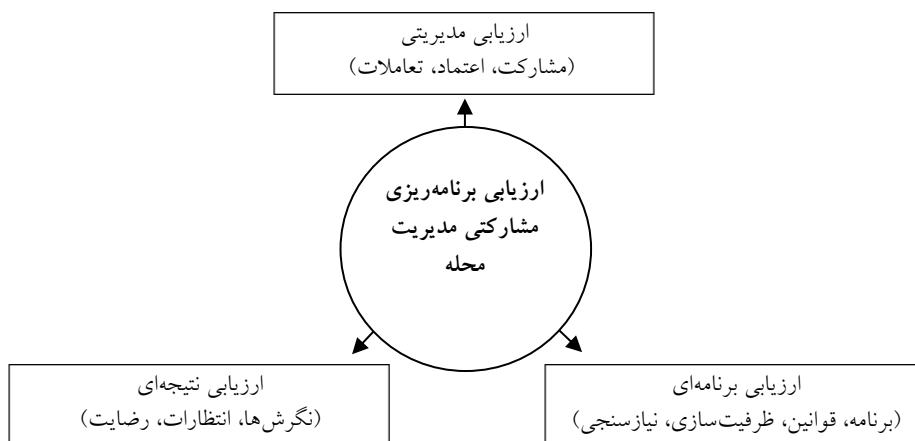 ارزیابی مدیریتی
(مشارکت، اعتماد، تعاملات)
ارزیابی برنامه‌ریزی
مشارکتی مدیریت
محله
ارزیابی برنامه‌ای
(برنامه، قوانین، ظرفیت‌سازی، نیازسنجی)
ارزیابی نتیجه‌ای
(نگرش‌ها، انتظارات، رضایت)